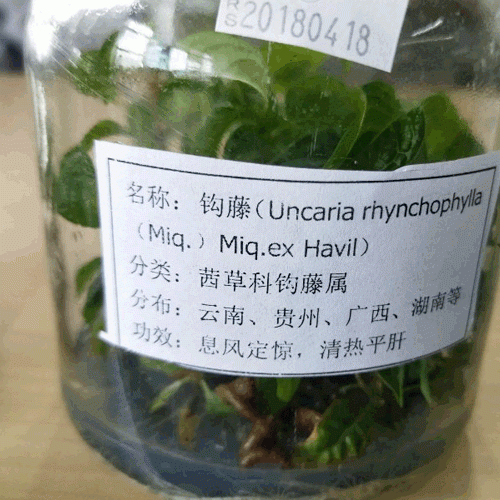 RS20180418
名称：钩藤（Uncaria rhynchophylla
（Miq.）Miq.ex Havil）
分类：茜草科钩藤属
分布：云南、贵州、广西、湖南等
功效：息风定惊，清热平肝